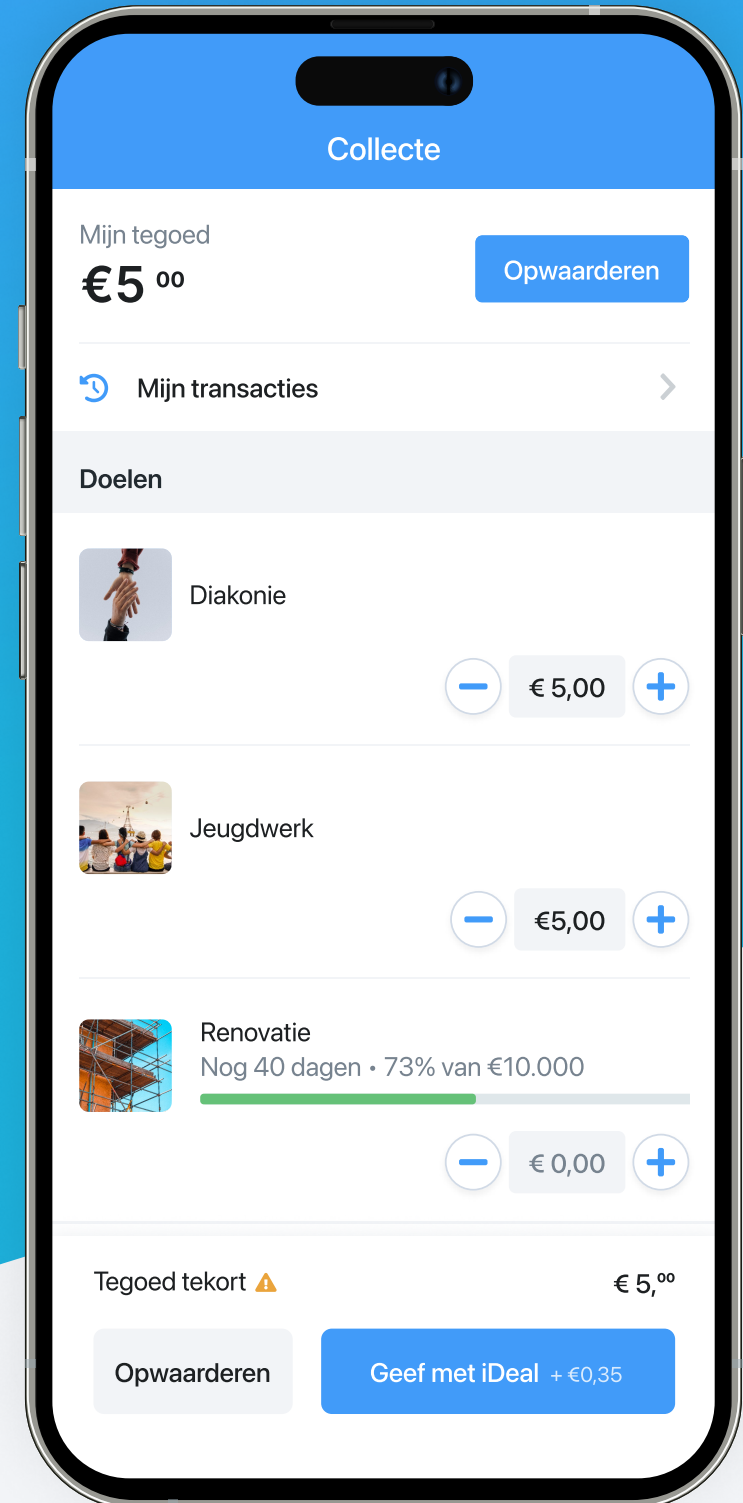 Collecte
Mijn tegoed
€5 00
Opwaarderen
Mijn transacties
Doelen
Diakonie
€ 5,00
Jeugdwerk
€5,00
Renovatie
Nog 40 dagen • 73% van €10.000
€ 0,00
Tegoed tekort
€ 5,00
Opwaarderen
Geef met iDeal + €0,35